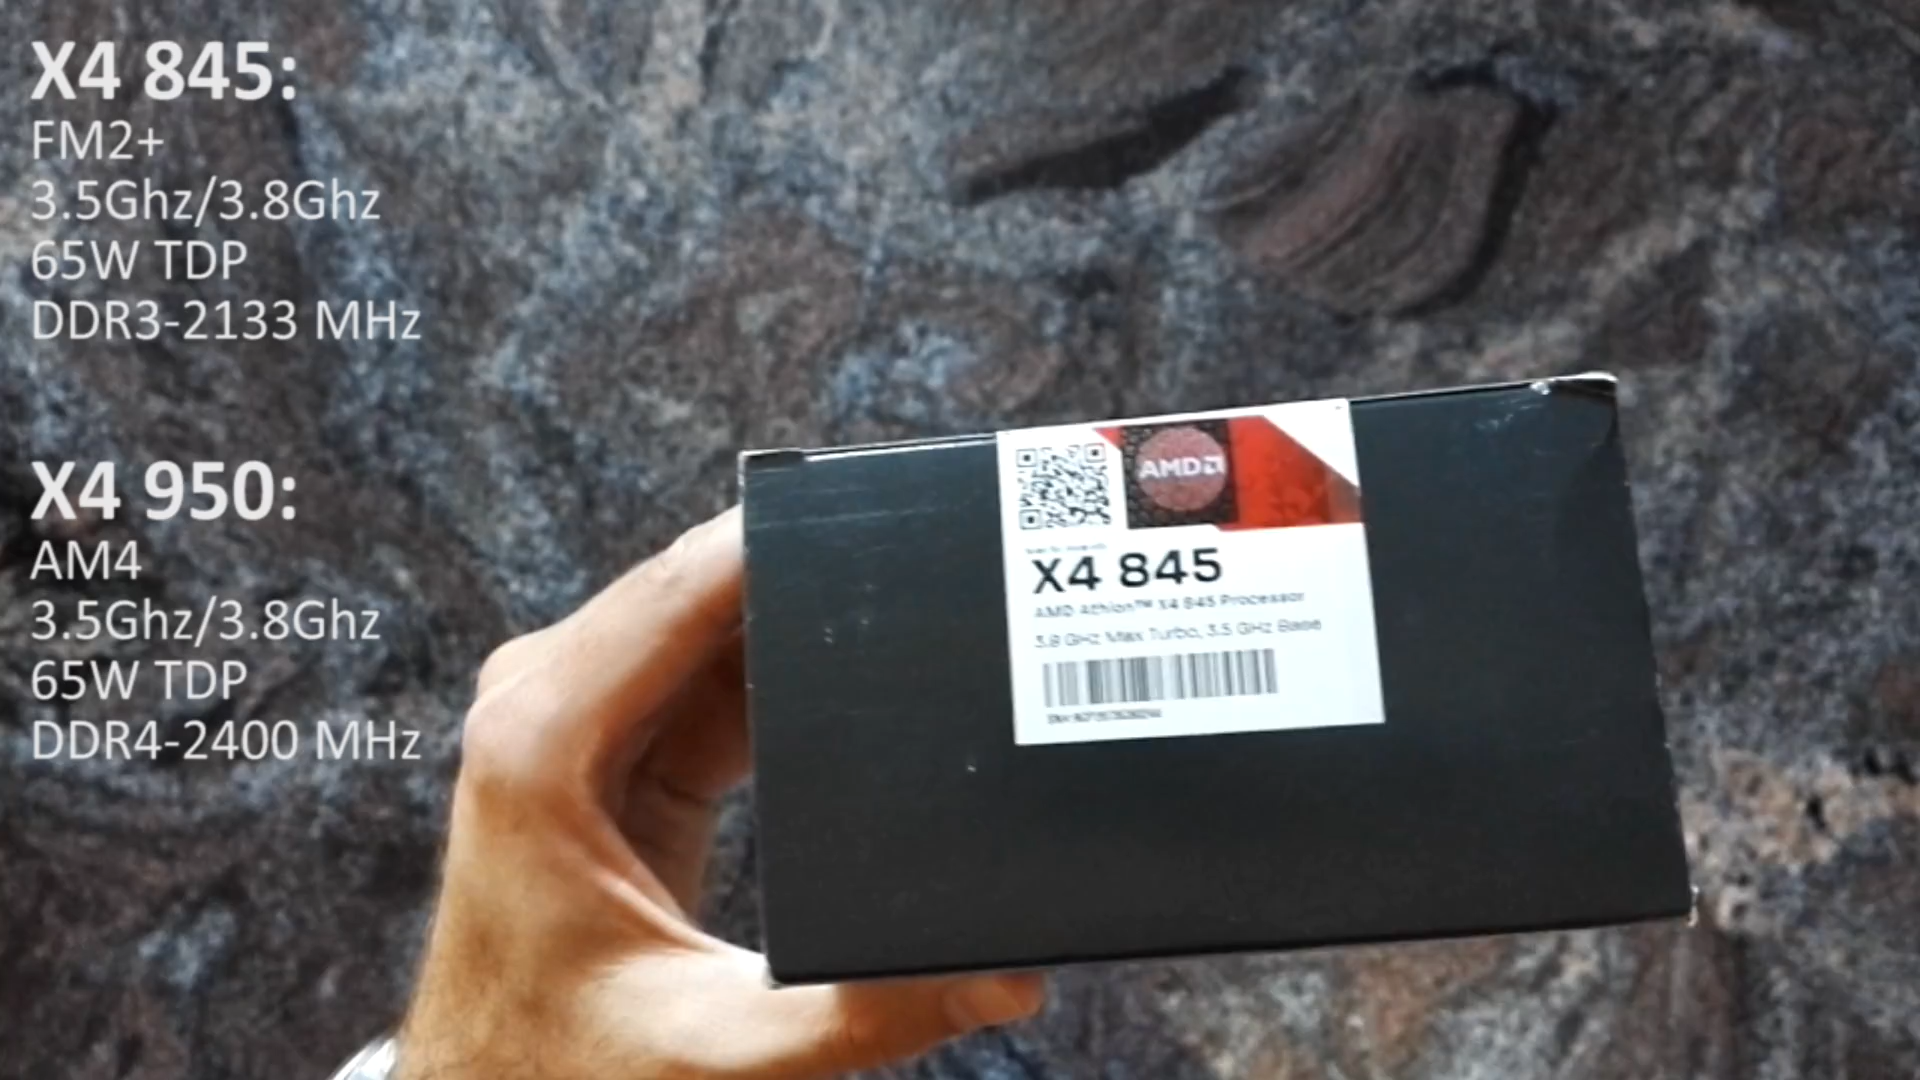 X4 845:
FM2+
3.5Ghz/3.8Ghz
65W TDP
DDR3-2133 MHz
X4 950:
AM4
3.5Ghz/3.8Ghz
65W TDP
DDR4-2400 MHz
AMD
X4 845
AMD Athlon™ X4 845 Processor
3.8 GHz Max Turbo, 3.5 GHz Base